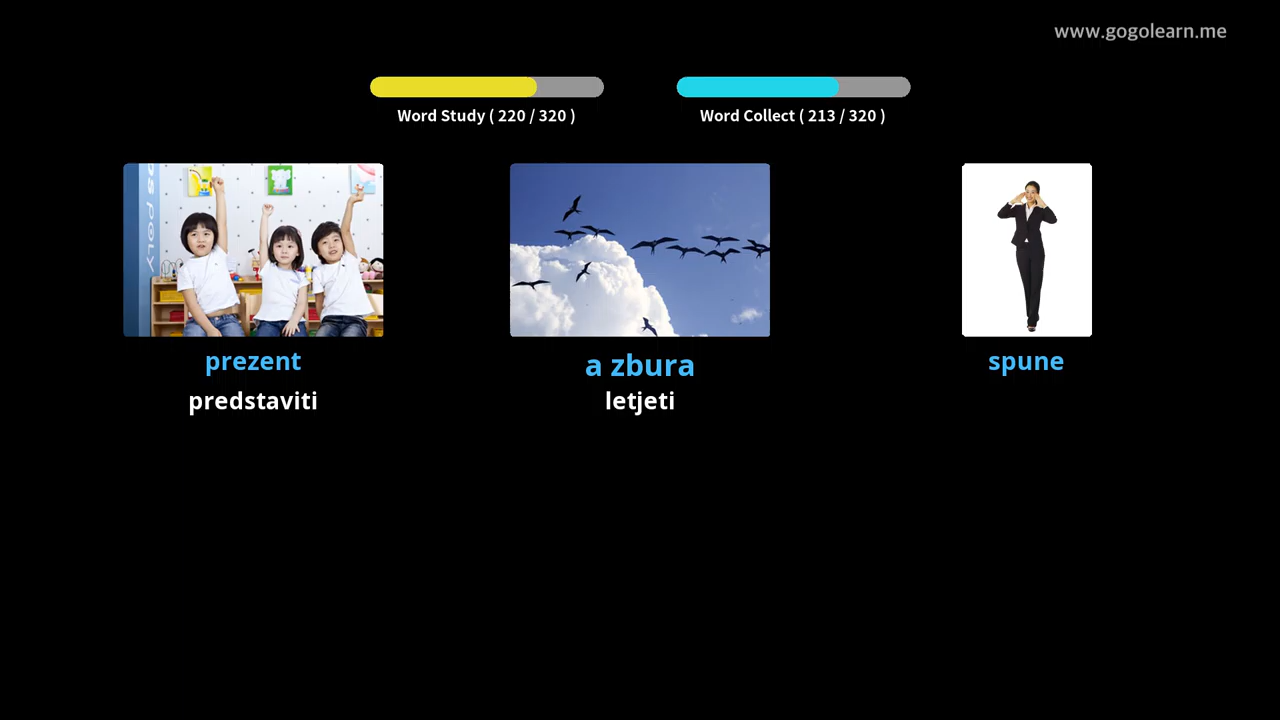 www.gogolearn.me
Word Study ( 220 / 320 )
Word Collect ( 213 / 320 )
prezent
a zbura
spune
predstaviti
letjeti